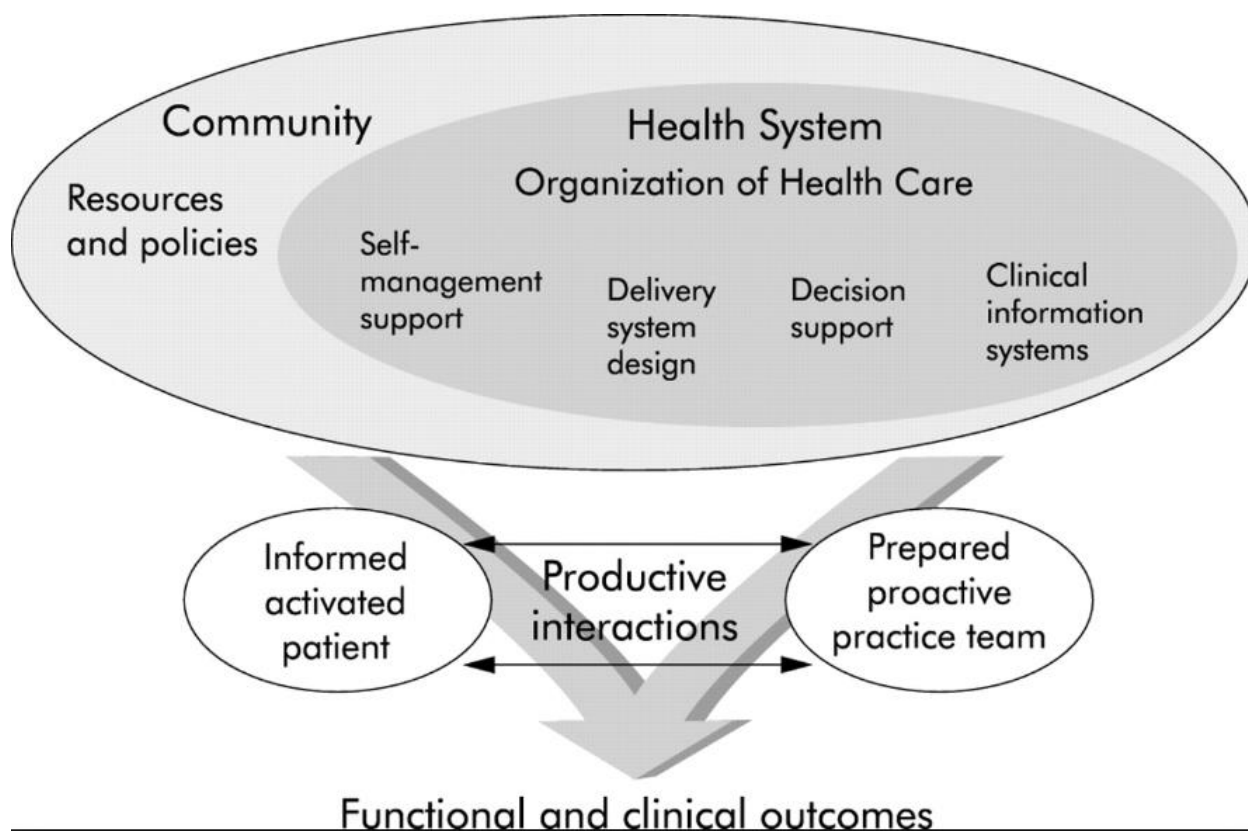 Community
Health System
Organization of Health Care
Resources
and policies
Self-
management
support
Delivery
system
design
Decision
support
Clinical
information
systems
Informed
activated
patient
Productive
interactions
Prepared
proactive
practice team
Functional and clinical outcomes